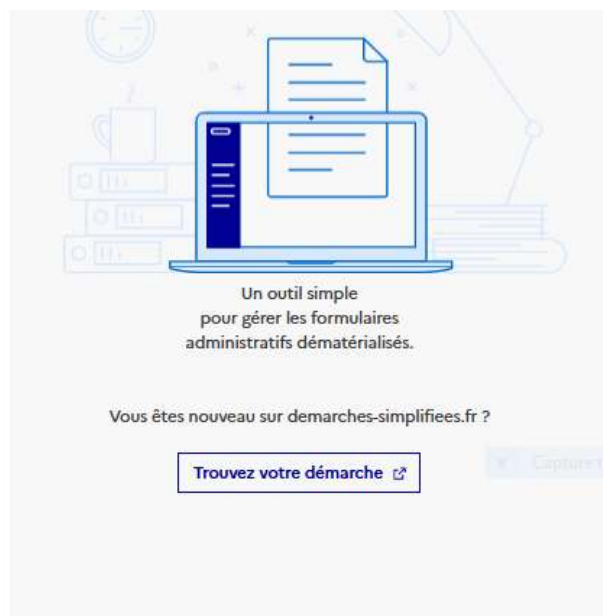 Un outil simple
pour gérer les formulaires
administratifs dématérialisés.
Vous êtes nouveau sur demarches-simplifiees.fr ?
Trouvez votre démarche
Capture